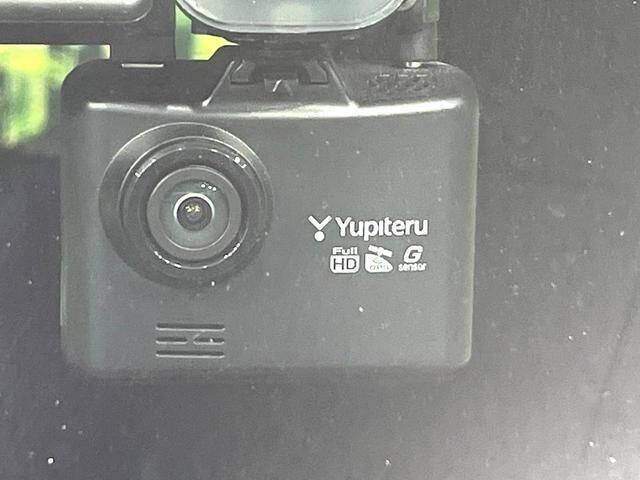 Yupiteru
Full
HD
G
sensor